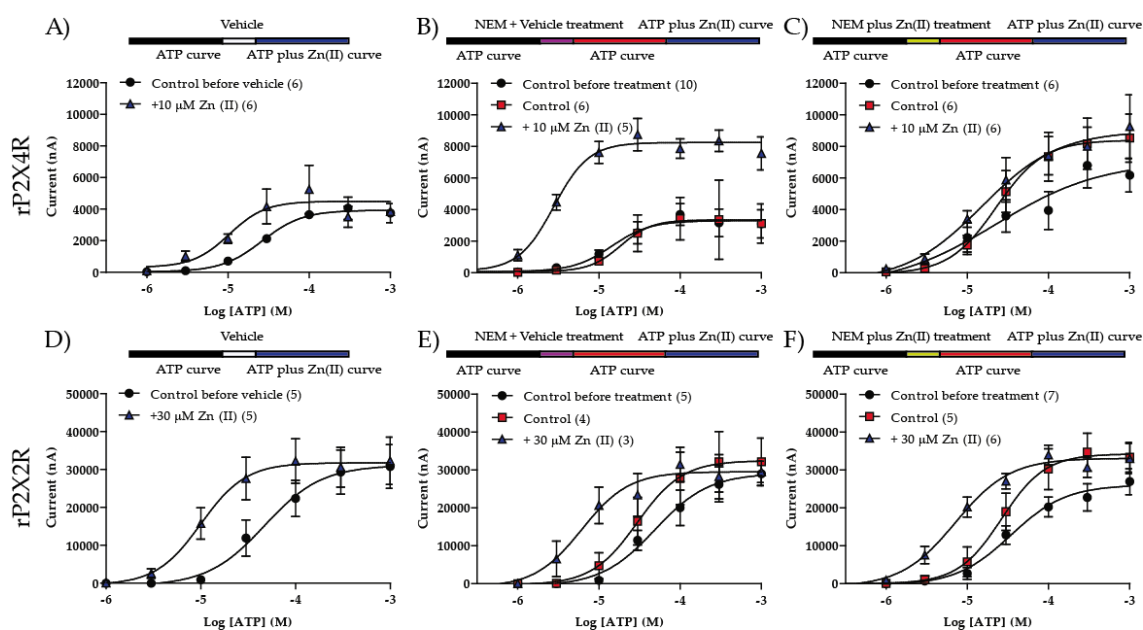 A)
Vehicle
ATP curve
ATP plus Zn(II) curve
Control before vehicle (6)
+10 µM Zn (II) (6)
12000
10000
8000
6000
4000
2000
0
Current (nA)
-6
-5
-4
-3
Log [ATP] (M)
rP2X4R
B)
NEM + Vehicle treatment
ATP plus Zn(II) curve
ATP curve
ATP curve
Control before treatment (10)
Control (6)
+ 10 µM Zn (II) (5)
12000
10000
8000
6000
4000
2000
0
Current (nA)
-6
-5
-4
-3
Log [ATP] (M)
C)
NEM plus Zn(II) treatment
ATP plus Zn(II) curve
ATP curve
ATP curve
Control before treatment (6)
Control (6)
+ 10 µM Zn (II) (6)
12000
10000
8000
6000
4000
2000
0
Current (nA)
-6
-5
-4
-3
Log [ATP] (M)
D)
Vehicle
ATP curve
ATP plus Zn(II) curve
Control before vehicle (5)
+30 µM Zn (II) (5)
50000
40000
30000
20000
10000
0
Current (nA)
-6
-5
-4
-3
Log [ATP] (M)
rP2X2R
E)
NEM + Vehicle treatment
ATP plus Zn(II) curve
ATP curve
ATP curve
Control before treatment (5)
Control (4)
+ 30 µM Zn (II) (3)
50000
40000
30000
20000
10000
0
Current (nA)
-6
-5
-4
-3
Log [ATP] (M)
F)
NEM plus Zn(II) treatment
ATP plus Zn(II) curve
ATP curve
ATP curve
Control before treatment (7)
Control (5)
+ 30 µM Zn (II) (6)
50000
40000
30000
20000
10000
0
Current (nA)
-6
-5
-4
-3
Log [ATP] (M)